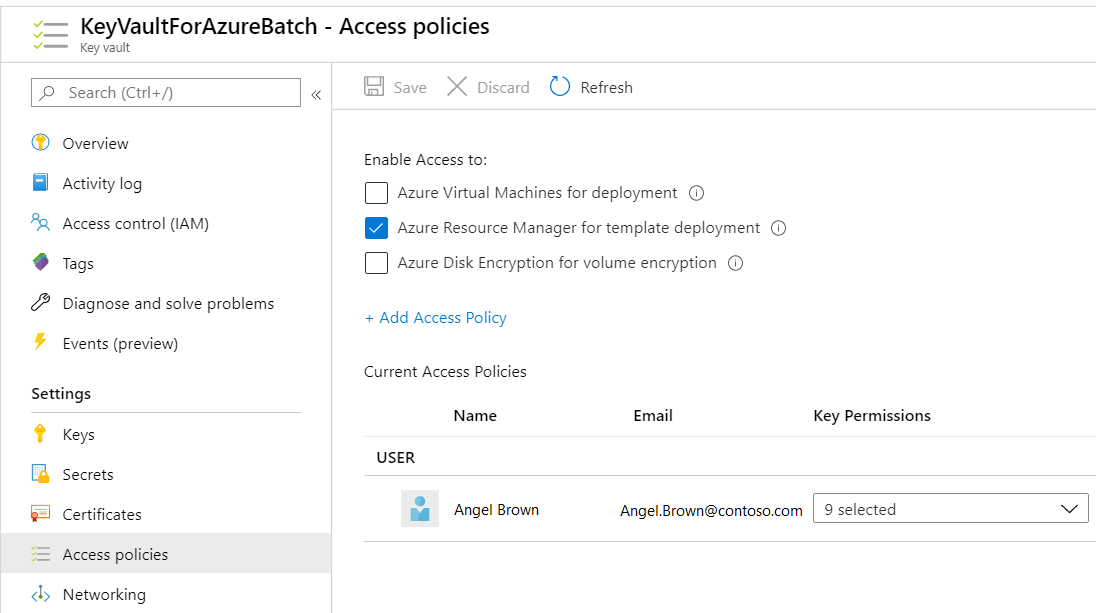 KeyVaultForAzureBatch - Access policies
Key vault
Search (Ctrl+/)
«
Overview
Activity log
Access control (IAM)
Tags
Diagnose and solve problems
Events (preview)
Settings
Keys
Secrets
Certificates
Access policies
Networking
Save Discard Refresh
Enable Access to:
Azure Virtual Machines for deployment
Azure Resource Manager for template deployment
Azure Disk Encryption for volume encryption
+ Add Access Policy
Current Access Policies
Name Email Key Permissions
USER
Angel Brown Angel.Brown@contoso.com 9 selected